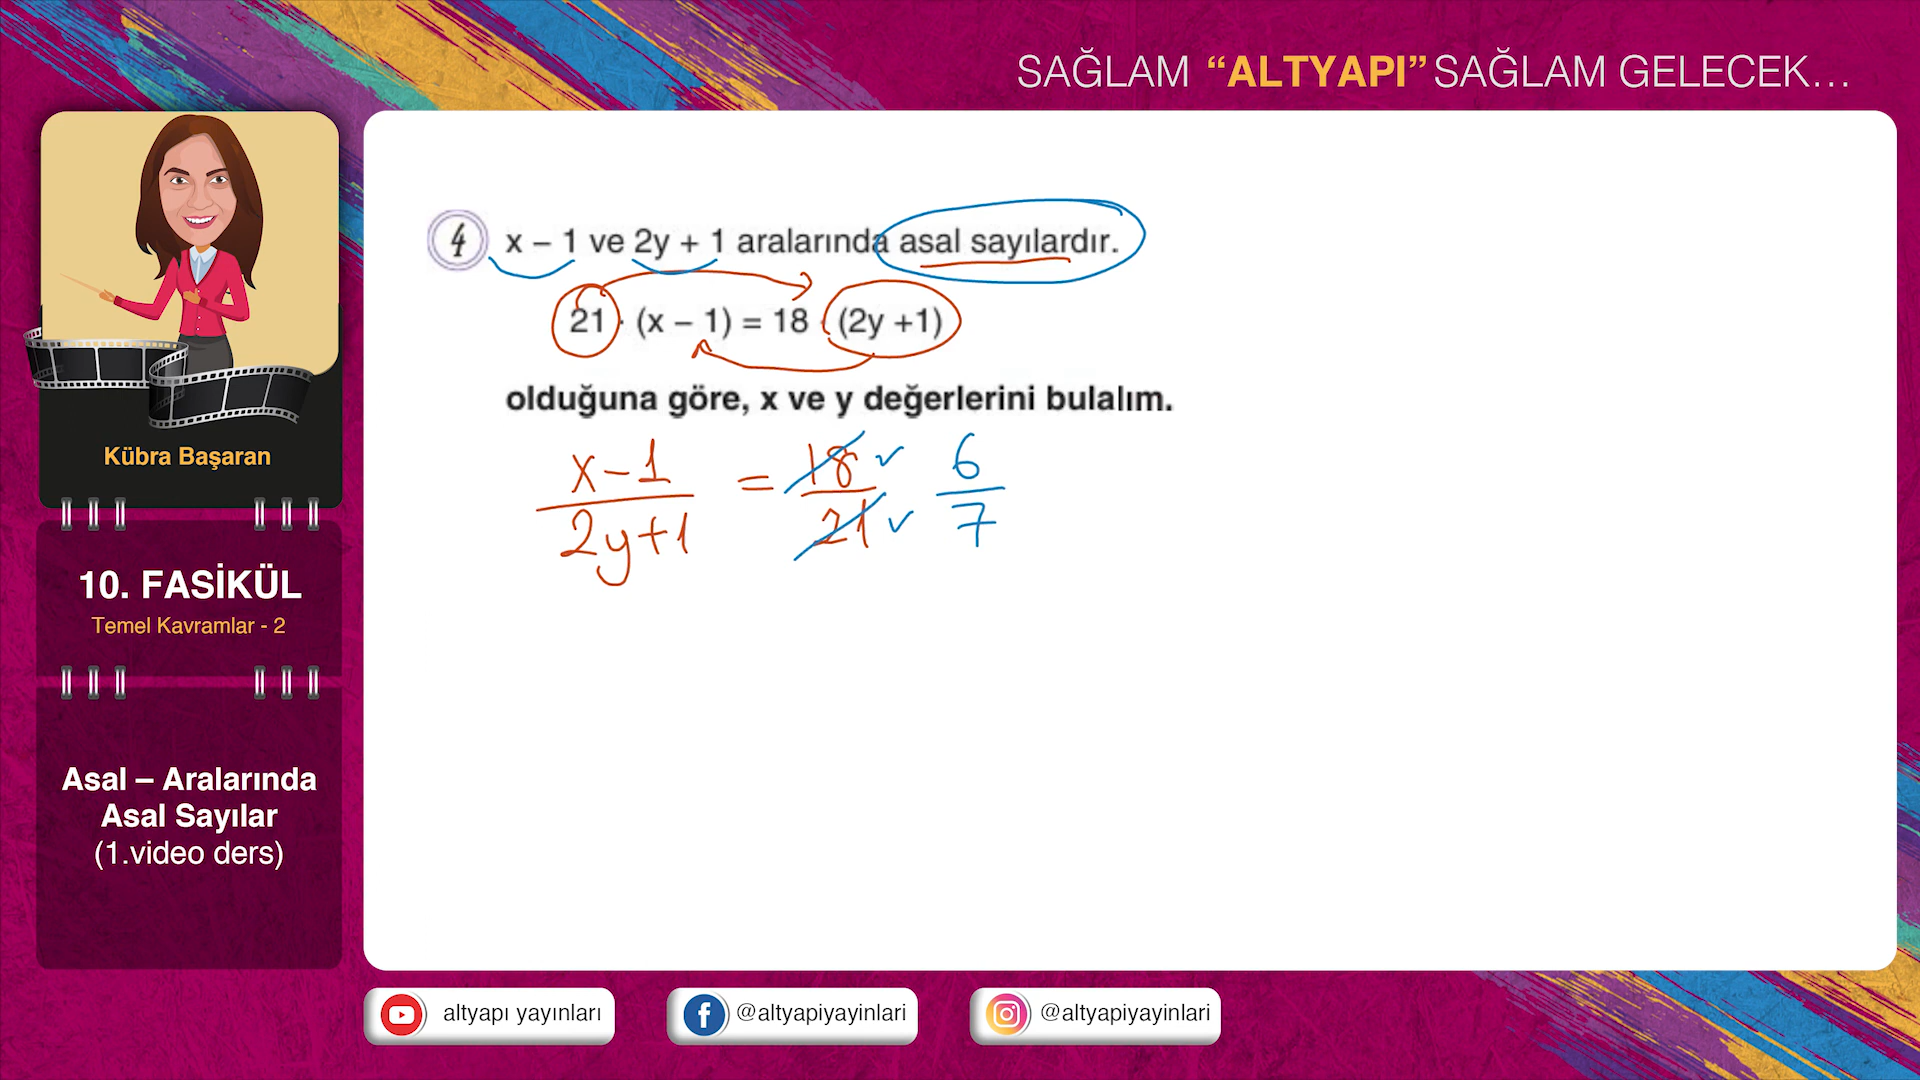 SAĞLAM “ALTYAPI” SAĞLAM GELECEK...
Kübra Başaran
10. FASİKÜL
Temel Kavramlar - 2
Asal – Aralarında
Asal Sayılar
(1.video ders)
4 x – 1 ve 2y + 1 aralarında asal sayılardır.
21 · (x – 1) = 18 · (2y +1)
olduğuna göre, x ve y değerlerini bulalım.
x-1 = 18 6
2y+1 21 7
altyapı yayınları
@altyapiyayinlari
@altyapiyayinlari